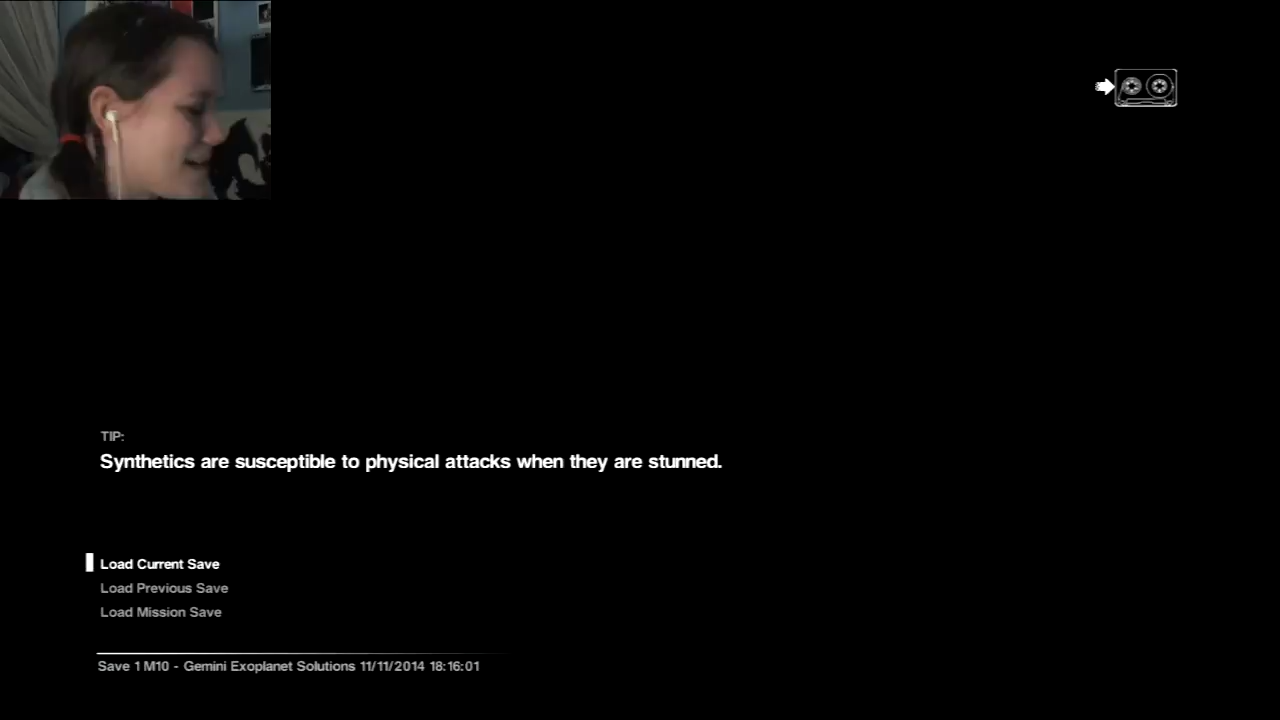 TIP:
Synthetics are susceptible to physical attacks when they are stunned.
Load Current Save
Load Previous Save
Load Mission Save
Save 1 M10 - Gemini Exoplanet Solutions 11/11/2014 18:16:01